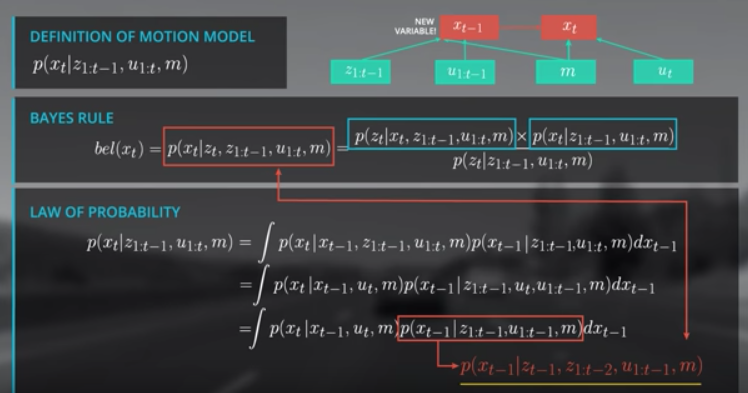 DEFINITION OF MOTION MODEL
p(x_t|z_{1:t-1}, u_{1:t}, m)
NEW VARIABLE!
x_{t-1}
x_t
z_{1:t-1}
u_{1:t-1}
m
u_t
BAYES RULE
bel(x_t) = p(x_t|z_t, z_{1:t-1}, u_{1:t}, m) = p(z_t|x_t, z_{1:t-1}, u_{1:t}, m) × p(x_t|z_{1:t-1}, u_{1:t}, m)
p(z_t|z_{1:t-1}, u_{1:t}, m)
LAW OF PROBABILITY
p(x_t|z_{1:t-1}, u_{1:t}, m) = ∫ p(x_t|x_{t-1}, z_{1:t-1}, u_{1:t}, m)p(x_{t-1}|z_{1:t-1}, u_{1:t}, m)dx_{t-1}
= ∫ p(x_t|x_{t-1}, u_t, m)p(x_{t-1}|z_{1:t-1}, u_t, u_{1:t-1}, m)dx_{t-1}
= ∫ p(x_t|x_{t-1}, u_t, m)p(x_{t-1}|z_{1:t-1}, u_{1:t-1}, m)dx_{t-1}
p(x_{t-1}|z_{t-1}, z_{1:t-2}, u_{1:t-1}, m)